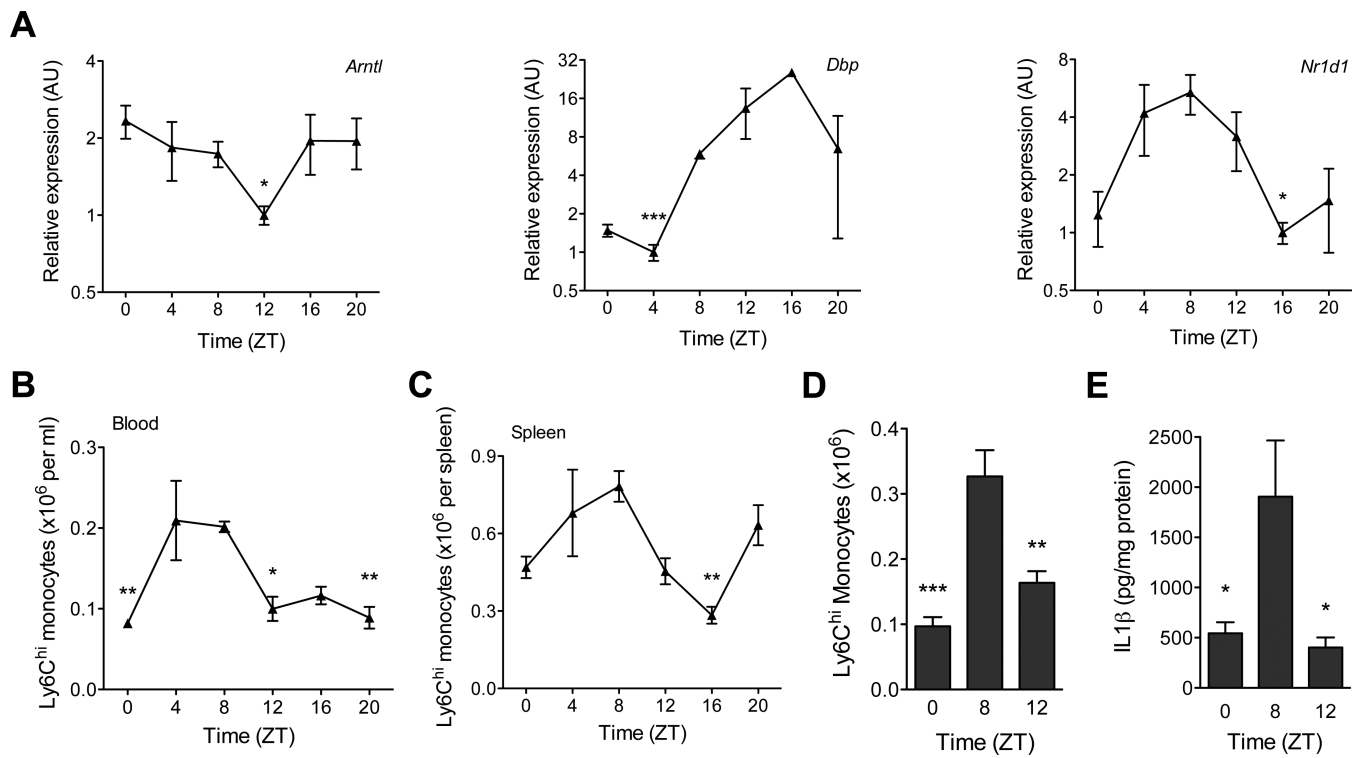 A
Relative expression (AU)
Arntl
4
2
1
0.5
*
0 4 8 12 16 20
Time (ZT)
Relative expression (AU)
Dbp
32
16
8
4
2
1
0.5
***
0 4 8 12 16 20
Time (ZT)
Relative expression (AU)
Nr1d1
8
4
2
1
0.5
*
0 4 8 12 16 20
Time (ZT)
B
Blood
Ly6Chi monocytes (x10⁶ per ml)
0.3
0.2
0.1
0.0
** * **
0 4 8 12 16 20
Time (ZT)
C
Spleen
Ly6Chi monocytes (x10⁶ per spleen)
0.9
0.6
0.3
0.0
**
0 4 8 12 16 20
Time (ZT)
D
Ly6Chi Monocytes (x10⁶)
0.4
0.3
0.2
0.1
0.0
*** **
0 8 12
Time (ZT)
E
IL1β (pg/mg protein)
2500
2000
1500
1000
500
0
* *
0 8 12
Time (ZT)